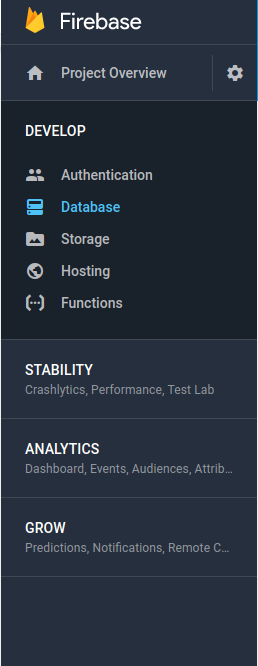 Firebase
Project Overview
DEVELOP
Authentication
Database
Storage
Hosting
Functions
STABILITY
Crashlytics, Performance, Test Lab
ANALYTICS
Dashboard, Events, Audiences, Attrib...
GROW
Predictions, Notifications, Remote C...